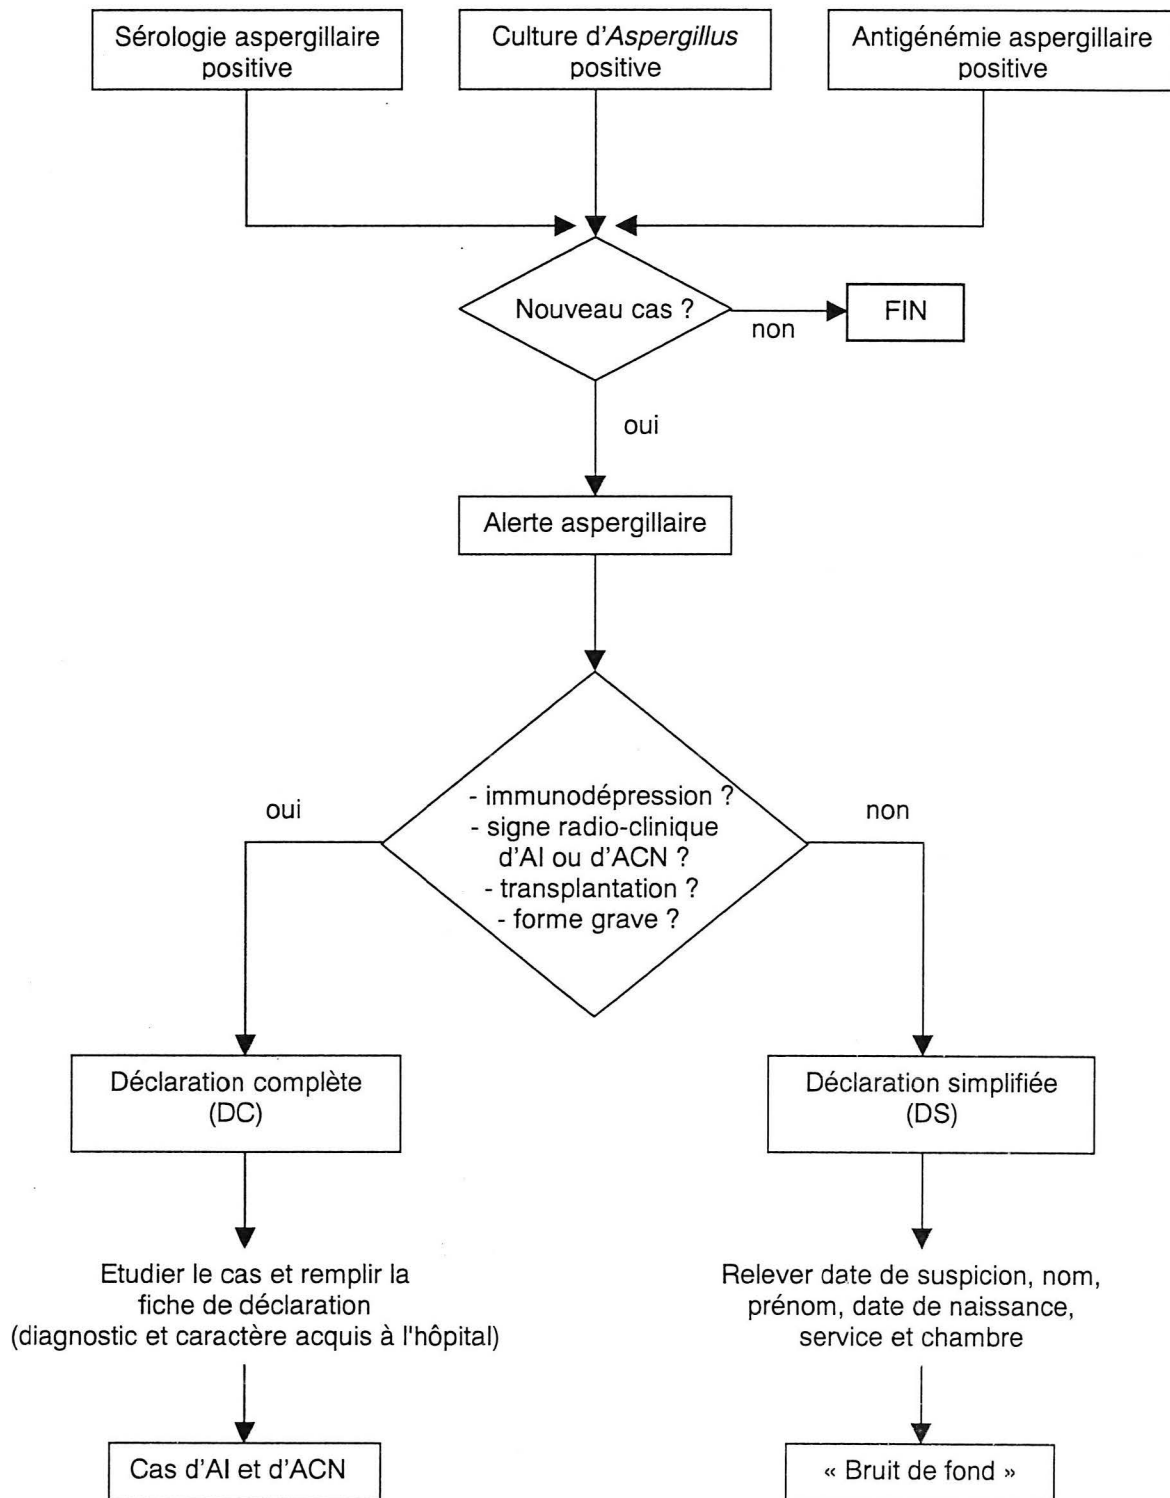 Sérologie aspergillaire
positive
Culture d'Aspergillus
positive
Antigénémie aspergillaire
positive
Nouveau cas ?
non
FIN
oui
Alerte aspergillaire
oui
- immunodépression ?
- signe radio-clinique
d'AI ou d'ACN ?
- transplantation ?
- forme grave ?
non
Déclaration complète
(DC)
Déclaration simplifiée
(DS)
Etudier le cas et remplir la
fiche de déclaration
(diagnostic et caractère acquis à l'hôpital)
Relever date de suspicion, nom,
prénom, date de naissance,
service et chambre
Cas d'AI et d'ACN
« Bruit de fond »